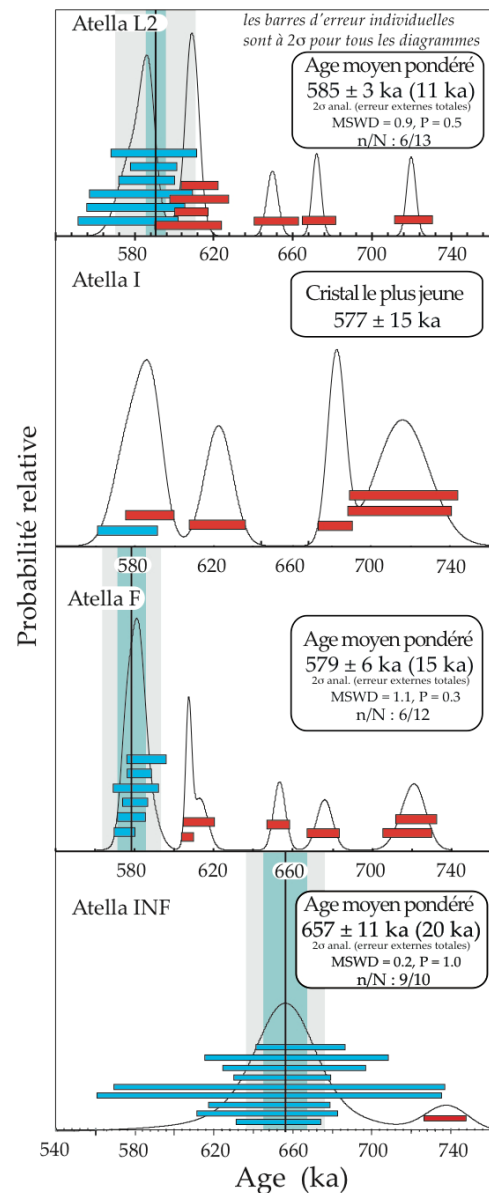 Atella L2
les barres d'erreur individuelles
sont à 2σ pour tous les diagrammes
Age moyen pondéré
585 ± 3 ka (11 ka)
2σ anal. (erreur externes totales)
MSWD = 0.9, P = 0.5
n/N : 6/13
580 620 660 700 740
Atella I
Cristal le plus jeune
577 ± 15 ka
580 620 660 700 740
Atella F
Age moyen pondéré
579 ± 6 ka (15 ka)
2σ anal. (erreur externes totales)
MSWD = 1.1, P = 0.3
n/N : 6/12
580 620 660 700 740
Atella INF
Age moyen pondéré
657 ± 11 ka (20 ka)
2σ anal. (erreur externes totales)
MSWD = 0.2, P = 1.0
n/N : 9/10
540 580 620 660 700 740
Age (ka)
Probabilité relative